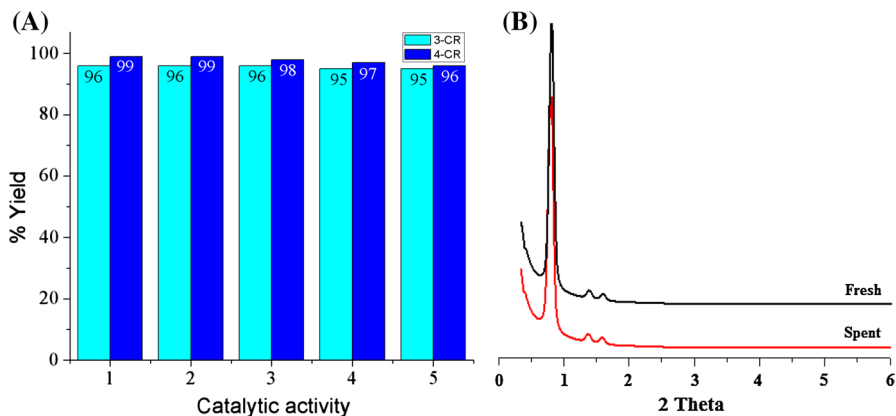 (A)
3-CR
4-CR
% Yield
100
80
60
40
20
0
96 99 96 99 96 98 95 97 95 96
1 2 3 4 5
Catalytic activity
(B)
Fresh
Spent
0 1 2 3 4 5 6
2 Theta